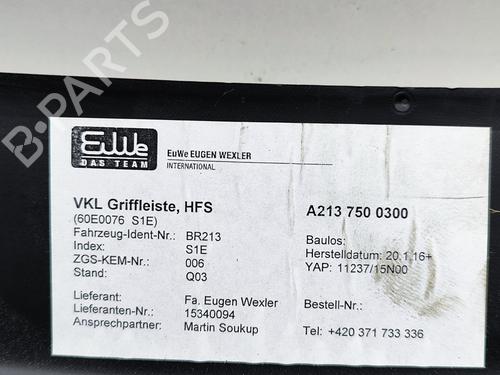 B-PARTS
EuWe
DAS TEAM
EuWe EUGEN WEXLER
INTERNATIONAL
VKL Griffleiste, HFS
A213 750 0300
(60E0076 S1E)
Fahrzeug-Ident-Nr.: BR213
Baulos:
Index: S1E
Herstelldatum: 20.1.16+
ZGS-KEM-Nr.: 006
YAP: 11237/15N00
Stand: Q03
Lieferant: Fa. Eugen Wexler
Bestell-Nr.:
Lieferanten-Nr.: 15340094
Ansprechpartner: Martin Soukup
Tel: +420 371 733 336